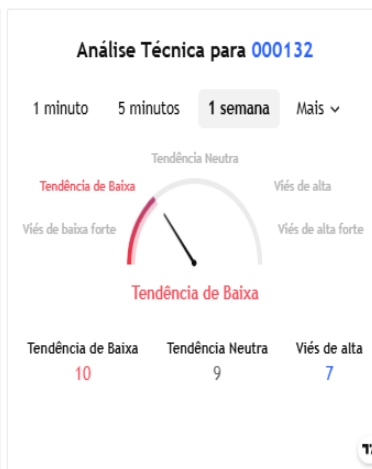 Análise Técnica para 000132
1 minuto 5 minutos 1 semana Mais
Tendência Neutra
Tendência de Baixa Viés de alta
Viés de baixa forte Viés de alta forte
Tendência de Baixa
Tendência de Baixa Tendência Neutra Viés de alta
10 9 7